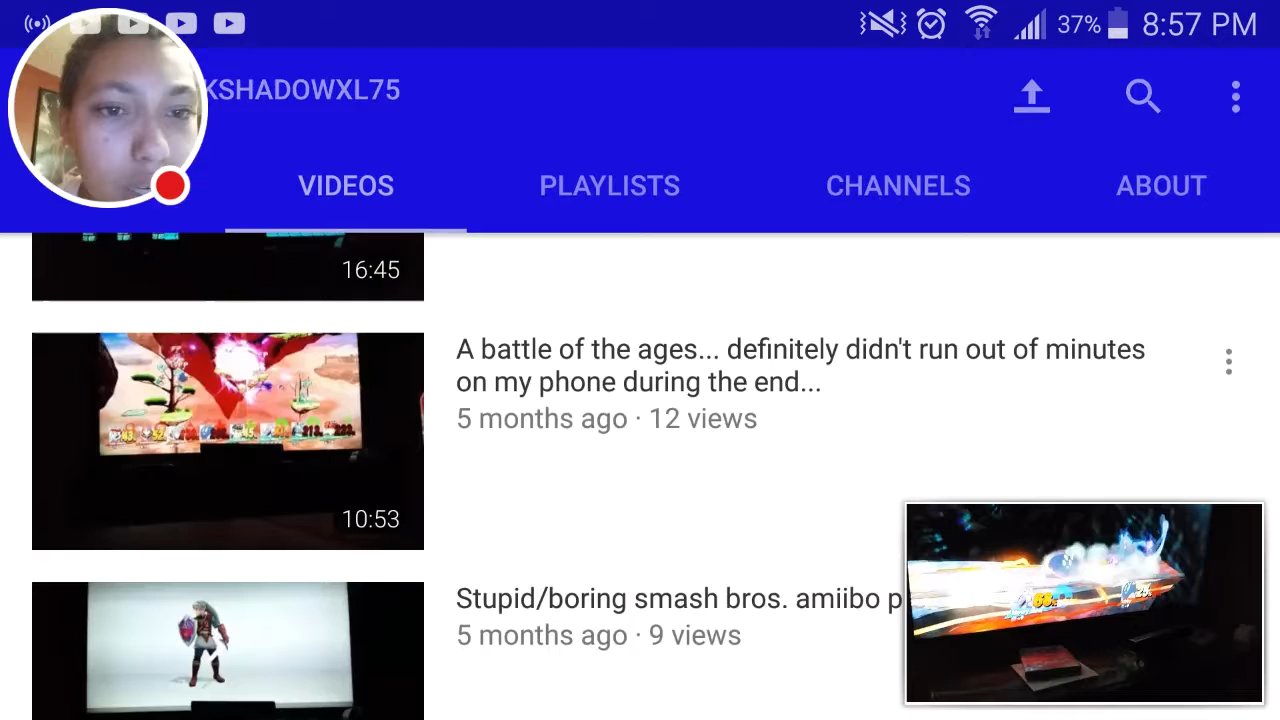 37% 8:57 PM
KSHADOWXL75
VIDEOS PLAYLISTS CHANNELS ABOUT
16:45
A battle of the ages... definitely didn't run out of minutes
on my phone during the end...
5 months ago · 12 views
10:53
Stupid/boring smash bros. amiibo p
5 months ago · 9 views